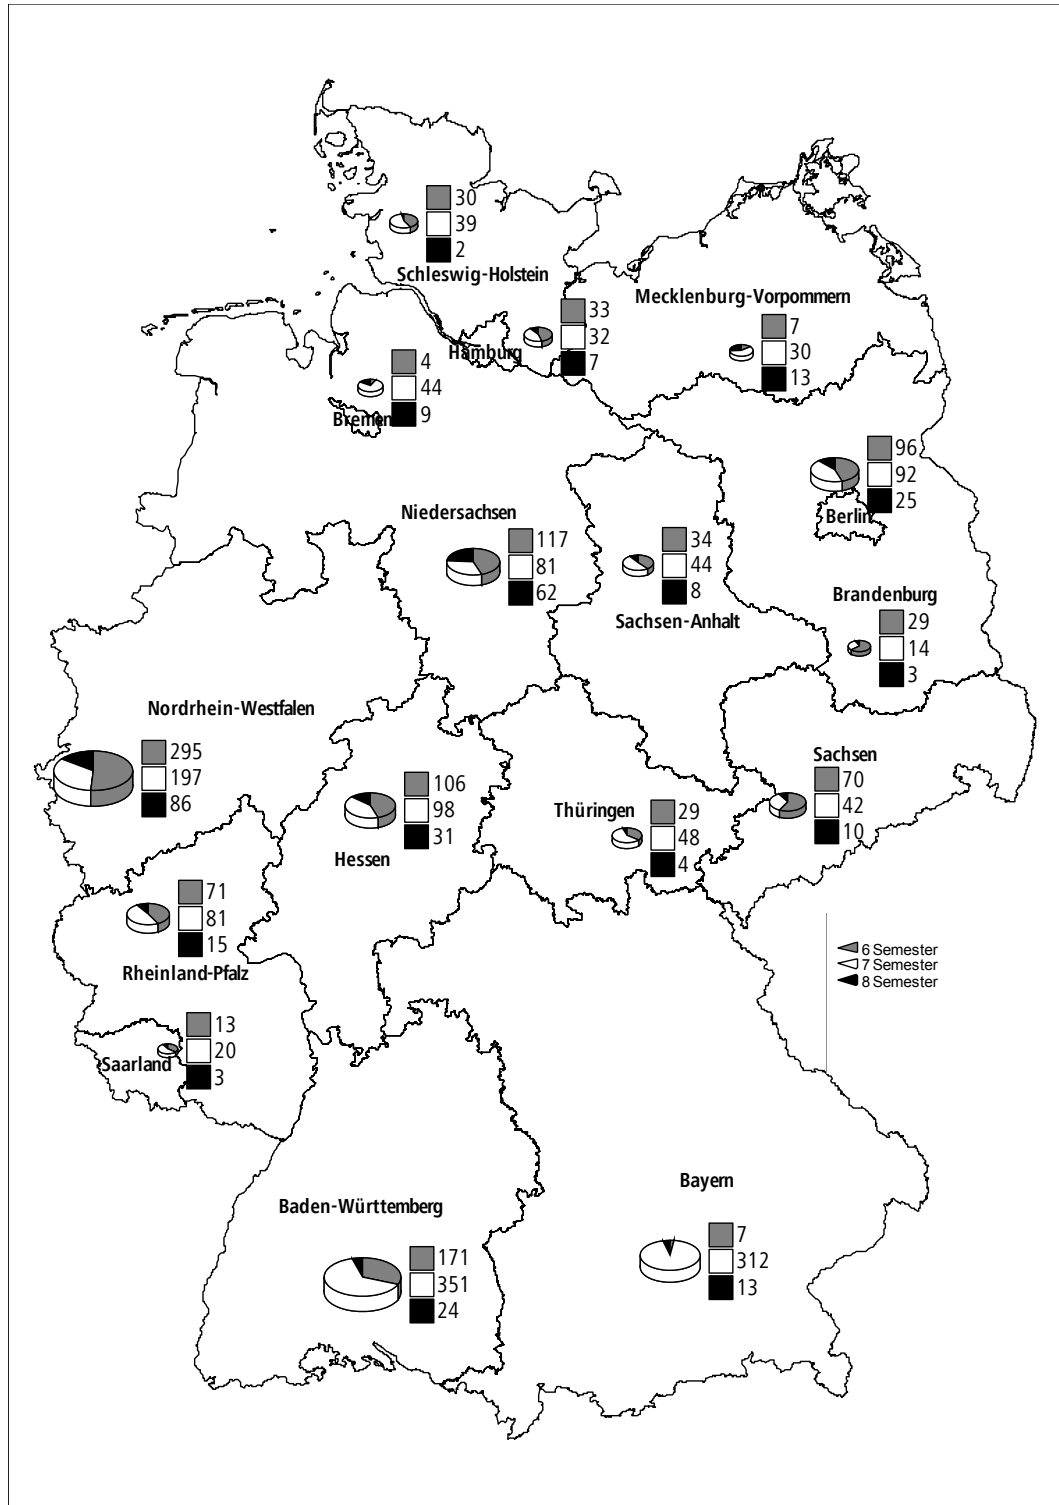 30
39
2
Schleswig-Holstein
Mecklenburg-Vorpommern
33
32
7
Hamburg
7
30
13
4
44
9
Bremen
96
92
25
Berlin
Niedersachsen
117
81
62
34
44
8
Sachsen-Anhalt
Brandenburg
29
14
3
Nordrhein-Westfalen
295
197
86
106
98
31
Hessen
Thüringen
29
48
4
Sachsen
70
42
10
71
81
15
Rheinland-Pfalz
6 Semester
7 Semester
8 Semester
13
20
3
Saarland
Baden-Württemberg
171
351
24
Bayern
7
312
13